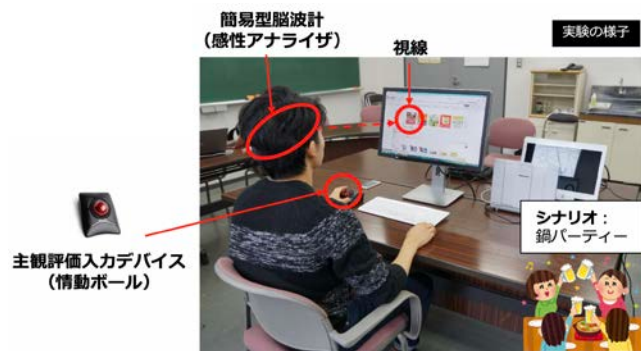 簡易型脳波計
(感性アナライザ)
視線
実験の様子
主観評価入力デバイス
(情動ボール)
シナリオ:
鍋パーティー